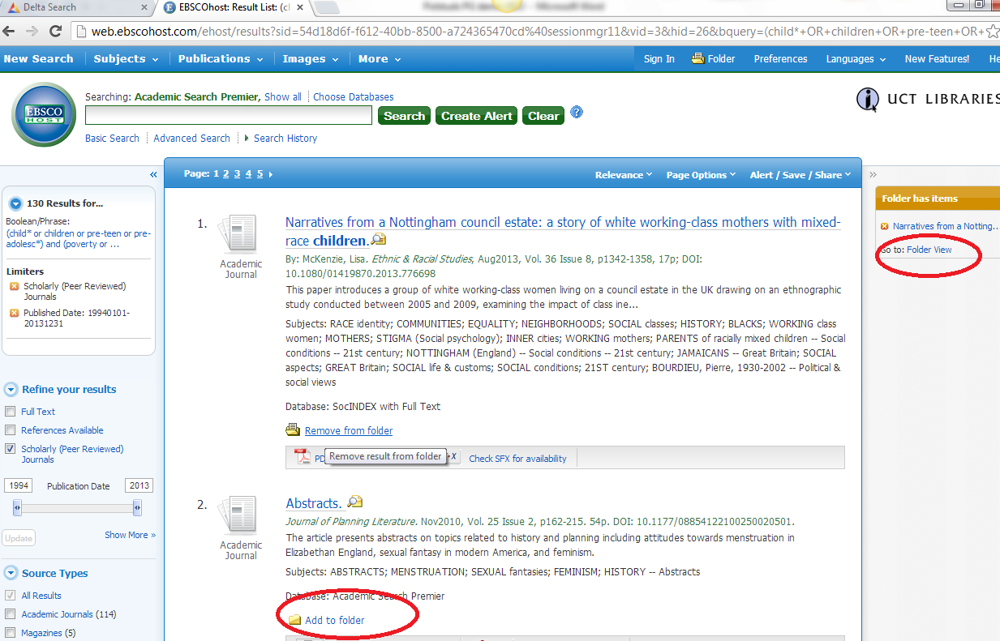 Delta Search
EBSCOhost: Result List: (cl
web.ebscohost.com/ehost/results?sid=54d18d6f-f612-40bb-8500-a724365470cd%40sessionmgr11&vid=3&hid=26&bquery=(child*+OR+children+OR+pre-teen+OR+
New Search Subjects Publications Images More Sign In Folder Preferences Languages New Features! He
EBSCO
HOST
Searching: Academic Search Premier, Show all Choose Databases
Search Create Alert Clear ?
Basic Search Advanced Search Search History
UCT LIBRARIES
« Page: 1 2 3 4 5 Relevance Page Options Alert / Save / Share »
130 Results for...
Boolean/Phrase:
(child* or children or pre-teen or pre-
adolesc*) and (poverty or ...
Limiters
Scholarly (Peer Reviewed)
Journals
Published Date: 19940101-
20131231
Refine your results
Full Text
References Available
Scholarly (Peer Reviewed)
Journals
1994 Publication Date 2013
Show More »
Update
Source Types
All Results
Academic Journals (114)
Magazines (5)
1.
Academic
Journal
Narratives from a Nottingham council estate: a story of white working-class mothers with mixed-
race children.
By: McKenzie, Lisa. Ethnic & Racial Studies, Aug2013, Vol. 36 Issue 8, p1342-1358, 17p; DOI:
10.1080/01419870.2013.776698
This paper introduces a group of white working-class women living on a council estate in the UK drawing on an ethnographic
study conducted between 2005 and 2009, examining the impact of class ine...
Subjects: RACE identity; COMMUNITIES; EQUALITY; NEIGHBORHOODS; SOCIAL classes; HISTORY; BLACKS; WORKING class
women; MOTHERS; STIGMA (Social psychology); INNER cities; WORKING mothers; PARENTS of racially mixed children -- Social
conditions -- 21st century; NOTTINGHAM (England) -- Social conditions -- 21st century; JAMAICANS -- Great Britain; SOCIAL
aspects; GREAT Britain; SOCIAL life & customs; SOCIAL conditions; 21ST century; BOURDIEU, Pierre, 1930-2002 -- Political &
social views
Database: SocINDEX with Full Text
Remove from folder
PD Remove result from folder Check SFX for availability
2.
Academic
Journal
Abstracts.
Journal of Planning Literature. Nov2010, Vol. 25 Issue 2, p162-215. 54p. DOI: 10.1177/08854122100250020501.
The article presents abstracts on topics related to history and planning including attitudes towards menstruation in
Elizabethan England, sexual fantasy in modern America, and feminism.
Subjects: ABSTRACTS; MENSTRUATION; SEXUAL fantasies; FEMINISM; HISTORY -- Abstracts
Database: Academic Search Premier
Add to folder
Folder has items
Narratives from a Notting...
Go to: Folder View